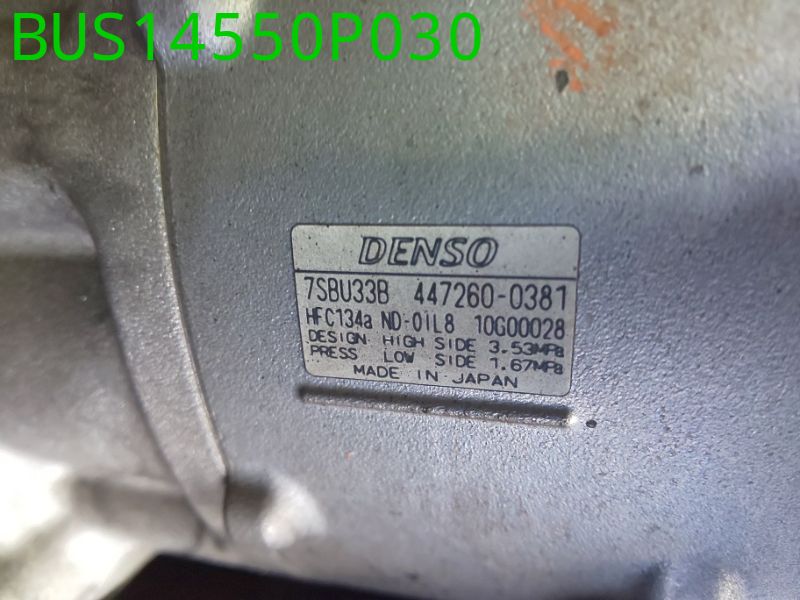 BUS14550P030
DENSO
7SBU33B 447260-0381
HFC134a ND-OIL8 10G00028
DESIGN HIGH SIDE 3.53MPa
PRESS LOW SIDE 1.67MPa
MADE IN JAPAN